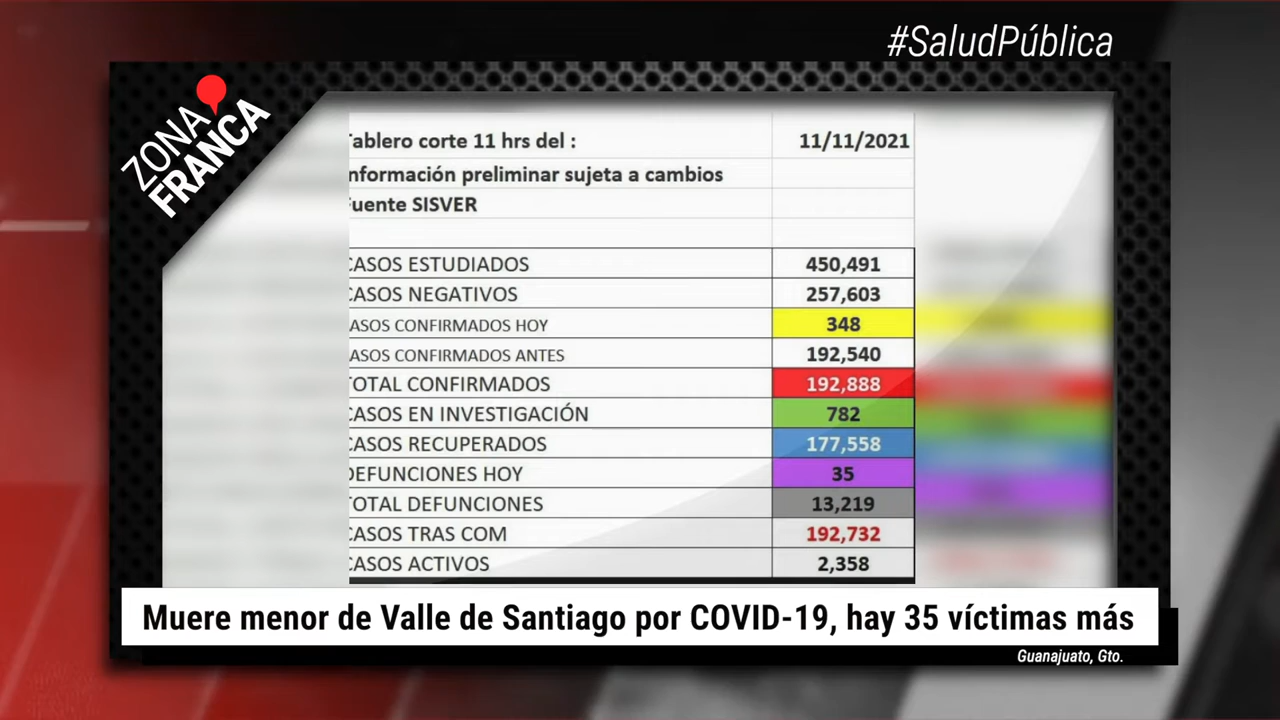 #SaludPública
ZONA
FRANCA
Tablero corte 11 hrs del : 11/11/2021
nformación preliminar sujeta a cambios
Fuente SISVER
CASOS ESTUDIADOS 450,491
CASOS NEGATIVOS 257,603
ASOS CONFIRMADOS HOY 348
ASOS CONFIRMADOS ANTES 192,540
TOTAL CONFIRMADOS 192,888
CASOS EN INVESTIGACIÓN 782
CASOS RECUPERADOS 177,558
DEFUNCIONES HOY 35
TOTAL DEFUNCIONES 13,219
CASOS TRAS COM 192,732
CASOS ACTIVOS 2,358
Muere menor de Valle de Santiago por COVID-19, hay 35 víctimas más
Guanajuato, Gto.